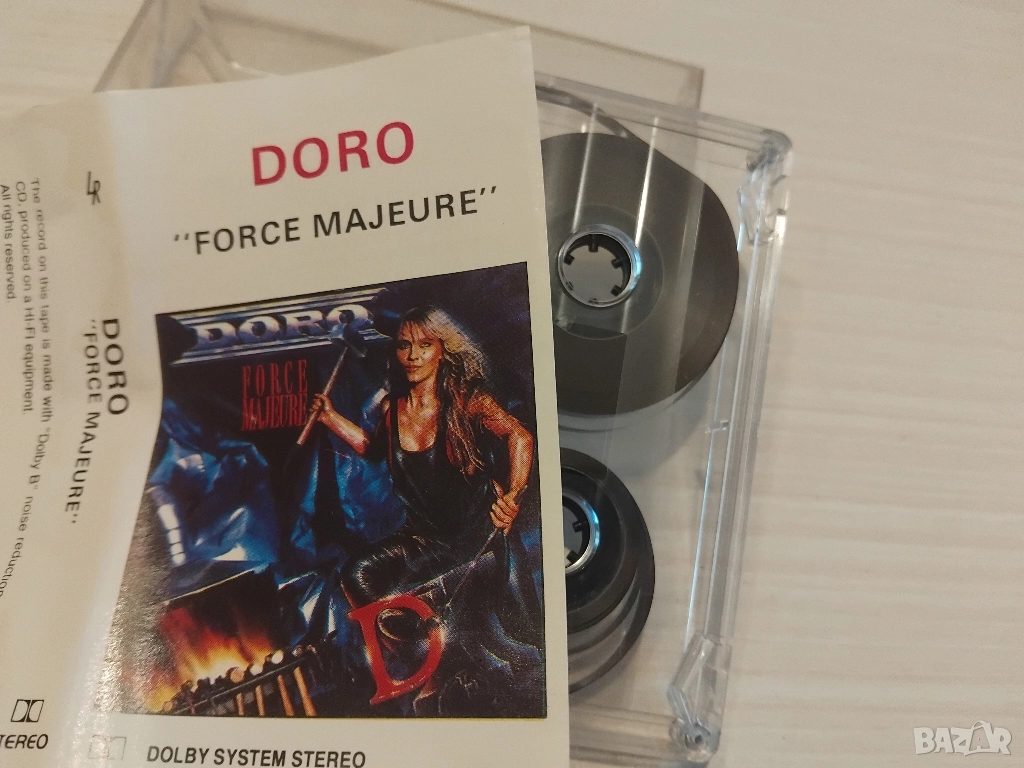 DORO
"FORCE MAJEURE"
DORO
FORCE
MAJEURE
D
DOLBY SYSTEM STEREO
DORO
"FORCE MAJEURE"
The record on this tape is made with "Dolby B" noise reduction
CD, produced on a Hi-Fi equipment.
All rights reserved.
TEREO
BAZAR